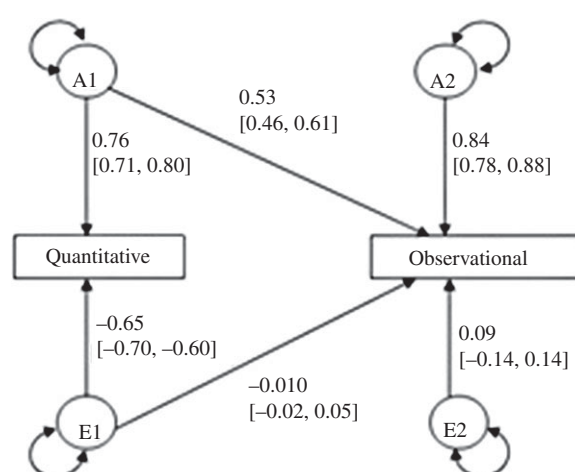 A1
A2
0.53
[0.46, 0.61]
0.76
[0.71, 0.80]
0.84
[0.78, 0.88]
Quantitative
Observational
–0.65
[–0.70, –0.60]
0.09
[–0.14, 0.14]
–0.010
[–0.02, 0.05]
E1
E2